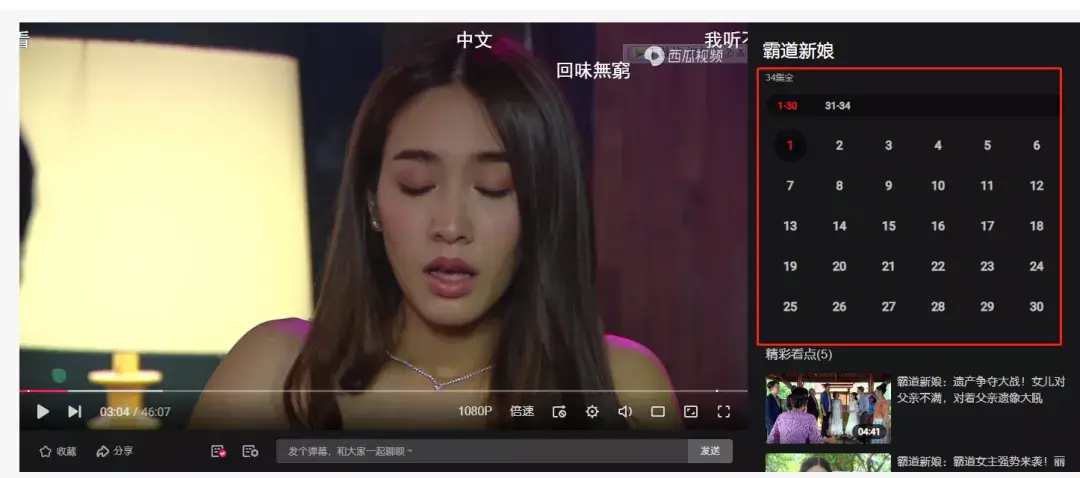 看
中文
我听不
回味無窮
西瓜视频
霸道新娘
34集全
1-30 31-34
1 2 3 4 5 6
7 8 9 10 11 12
13 14 15 16 17 18
19 20 21 22 23 24
25 26 27 28 29 30
精彩看点(5)
霸道新娘：遗产争夺大战！女儿对
父亲不满，对着父亲遗像大吼
04:41
霸道新娘：霸道女主强势来袭！丽
03:04 / 46:07
1080P 倍速
收藏 分享
发个弹幕，和大家一起聊呗~
发送